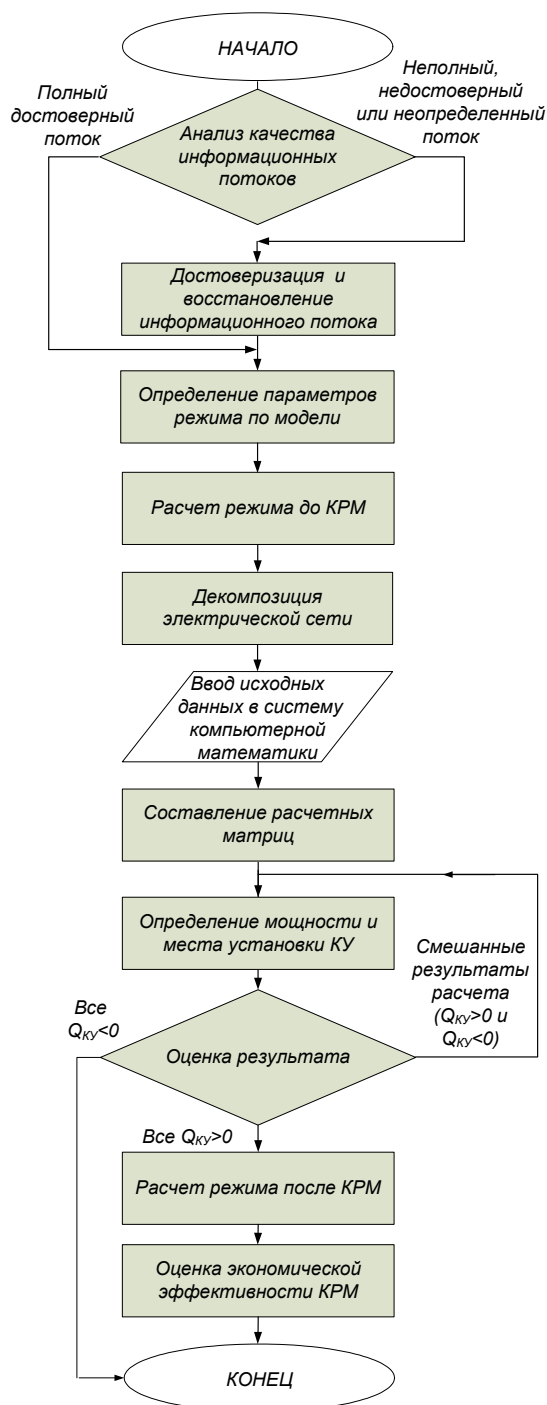 НАЧАЛО
Полный
достоверный
поток
Неполный,
недостоверный
или неопределенный
поток
Анализ качества
информационных
потоков
Достоверизация и
восстановление
информационного потока
Определение параметров
режима по модели
Расчет режима до КРМ
Декомпозиция
электрической сети
Ввод исходных
данных в систему
компьютерной
математики
Составление расчетных
матриц
Определение мощности и
места установки КУ
Смешанные
результаты
расчета
(QКУ>0 и
QКУ<0)
Все
QКУ<0
Оценка результата
Все QКУ>0
Расчет режима после КРМ
Оценка экономической
эффективности КРМ
КОНЕЦ